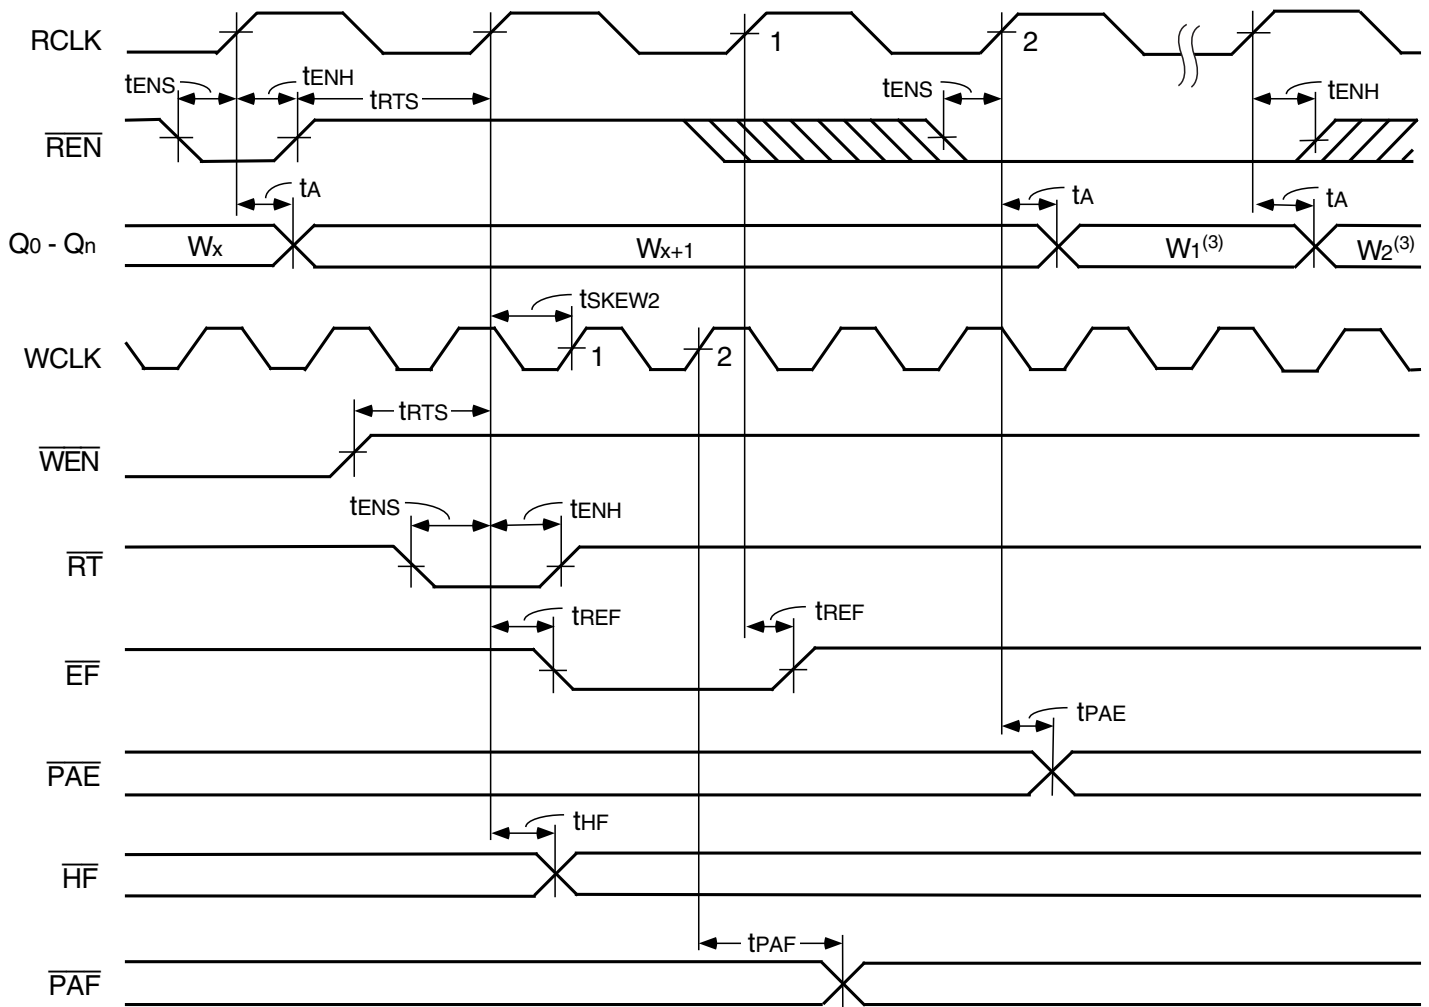 RCLK
1
2
tENS
tENH
tRTS
tENS
tENH
REN
tA
tA
tA
Q0 - Qn
Wx
Wx+1
W1(3)
W2(3)
tSKEW2
WCLK
1
2
tRTS
WEN
tENS
tENH
RT
tREF
tREF
EF
tPAE
PAE
tHF
HF
tPAF
PAF